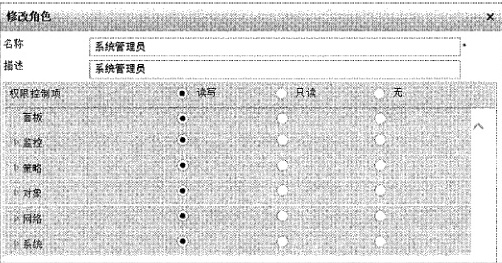 修改角色 ×
名称 系统管理员 *
描述 系统管理员
权限控制项 读写 只读 无
面板
监控
策略
对象
网络
系统